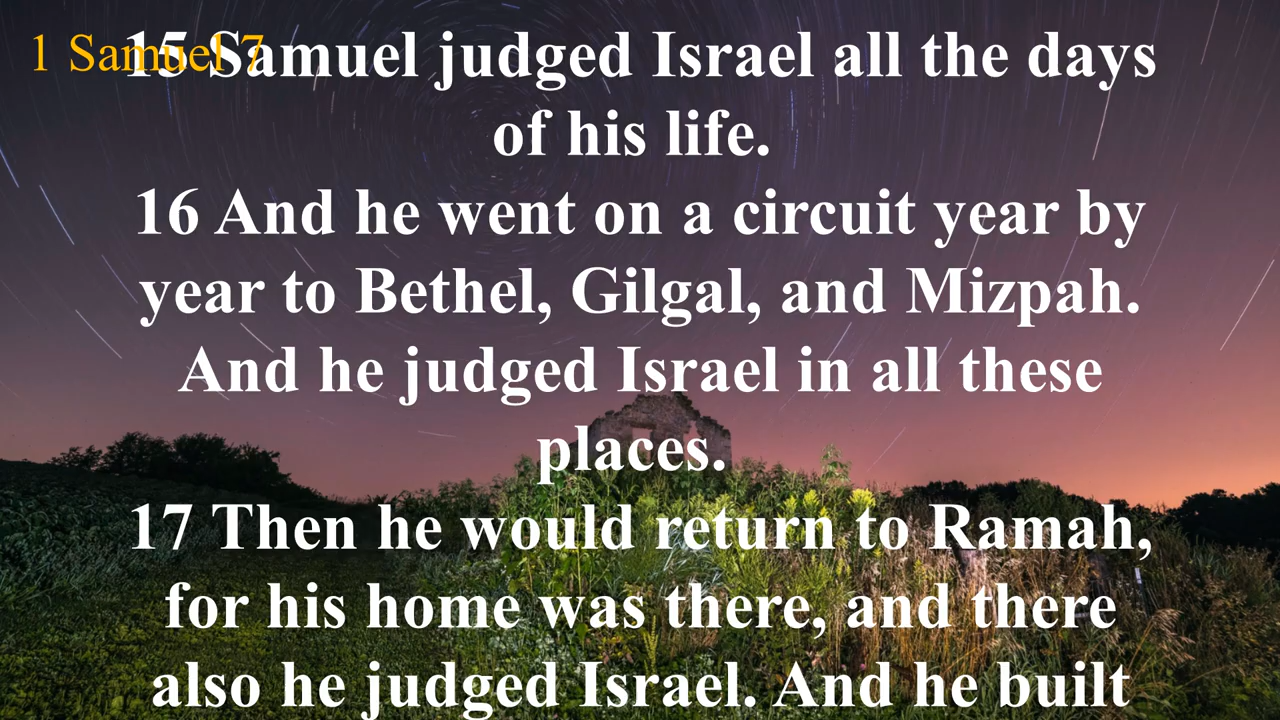 1 Samuel 7
15 Samuel judged Israel all the days
of his life.
16 And he went on a circuit year by
year to Bethel, Gilgal, and Mizpah.
And he judged Israel in all these
places.
17 Then he would return to Ramah,
for his home was there, and there
also he judged Israel. And he built